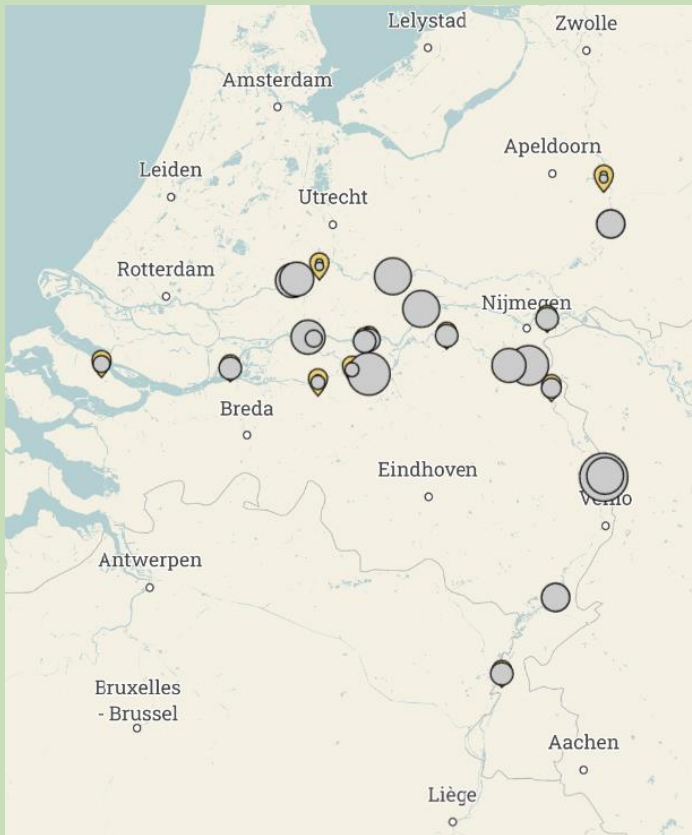 Lelystad
Zwolle
Amsterdam
Apeldoorn
Leiden
Utrecht
Rotterdam
Nijmegen
Breda
Eindhoven
Venlo
Antwerpen
Bruxelles
- Brussel
Aachen
Liège